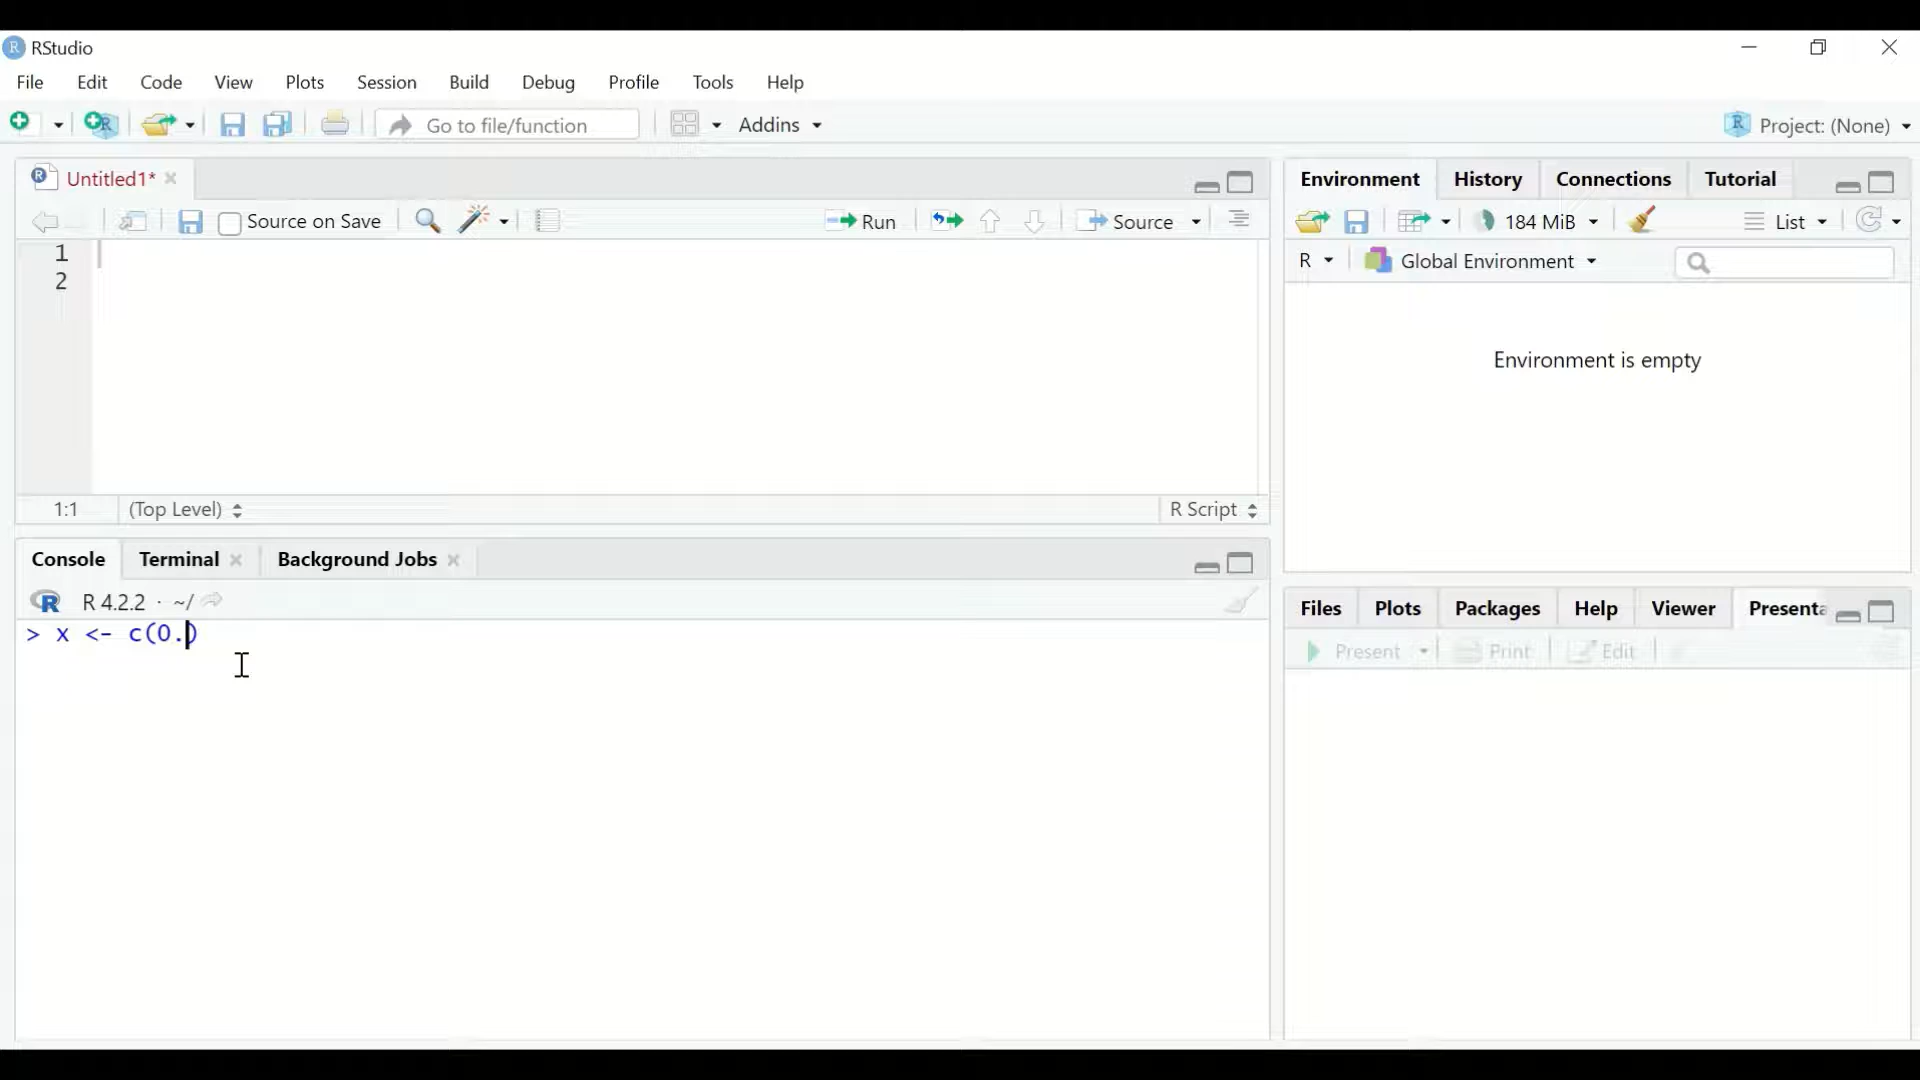 RStudio
File Edit Code View Plots Session Build Debug Profile Tools Help
Go to file/function Addins Project: (None)
Untitled1*
Source on Save Run Source
1
2
1:1 (Top Level) R Script
Console Terminal Background Jobs
R 4.2.2 · ~/
> x <- c(0.)
Environment History Connections Tutorial
184 MiB List
R Global Environment
Environment is empty
Files Plots Packages Help Viewer Presenta
Present Print Edit